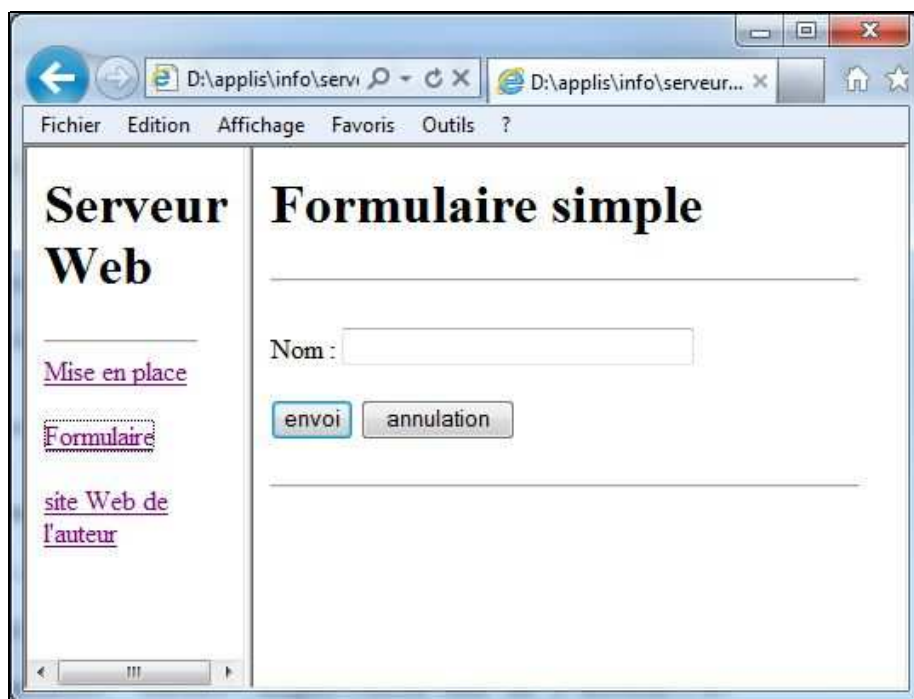 D:\applis\info\serv
D:\applis\info\serveur...
Fichier Edition Affichage Favoris Outils ?
Serveur
Web
Mise en place
Formulaire
site Web de
l'auteur
Formulaire simple
Nom :
envoi annulation